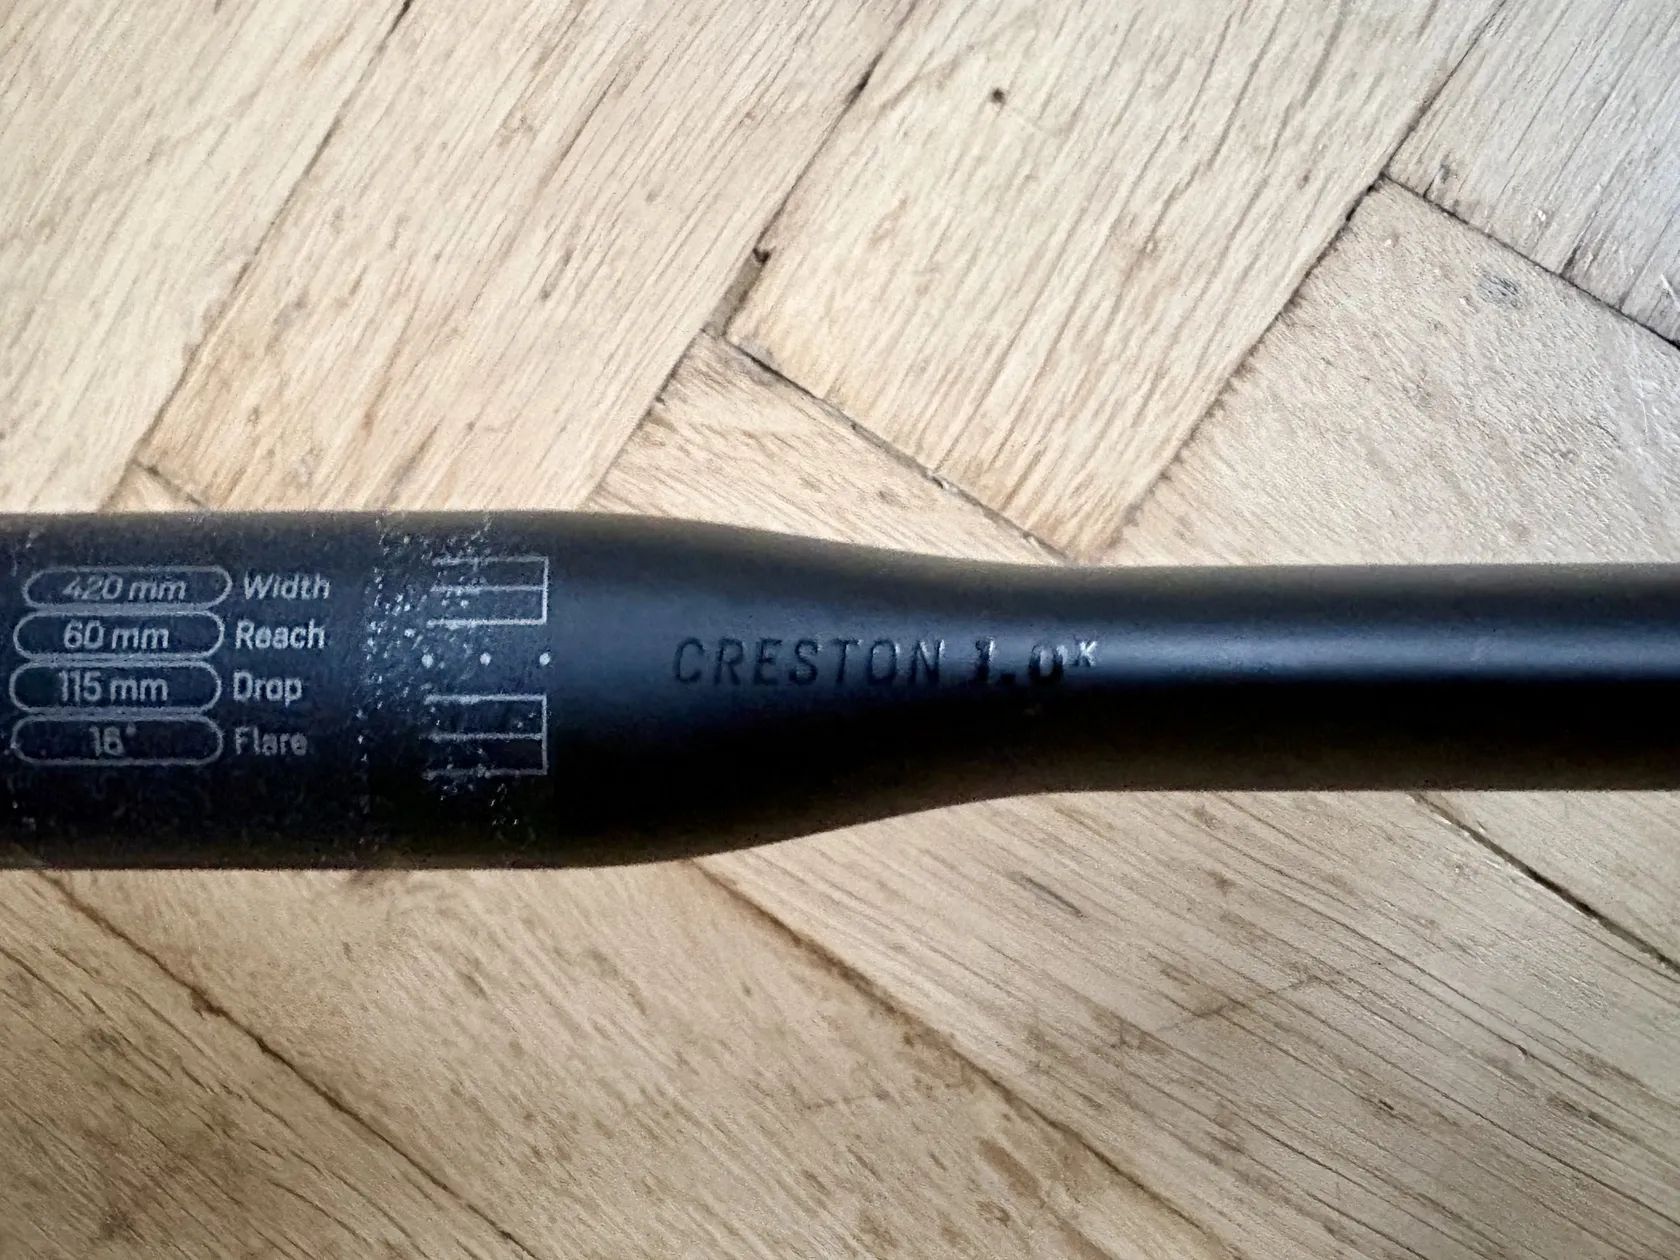 420 mm Width
60 mm Reach
115 mm Drop
16° Flare
CRESTON 1.0 X